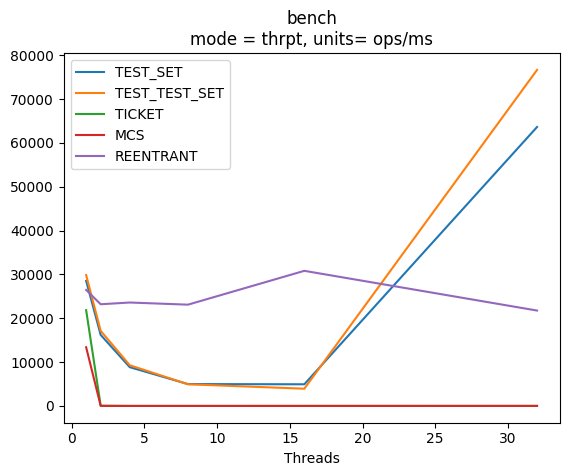 bench
mode = thrpt, units= ops/ms
80000
70000
60000
50000
40000
30000
20000
10000
0
TEST_SET
TEST_TEST_SET
TICKET
MCS
REENTRANT
0 5 10 15 20 25 30
Threads